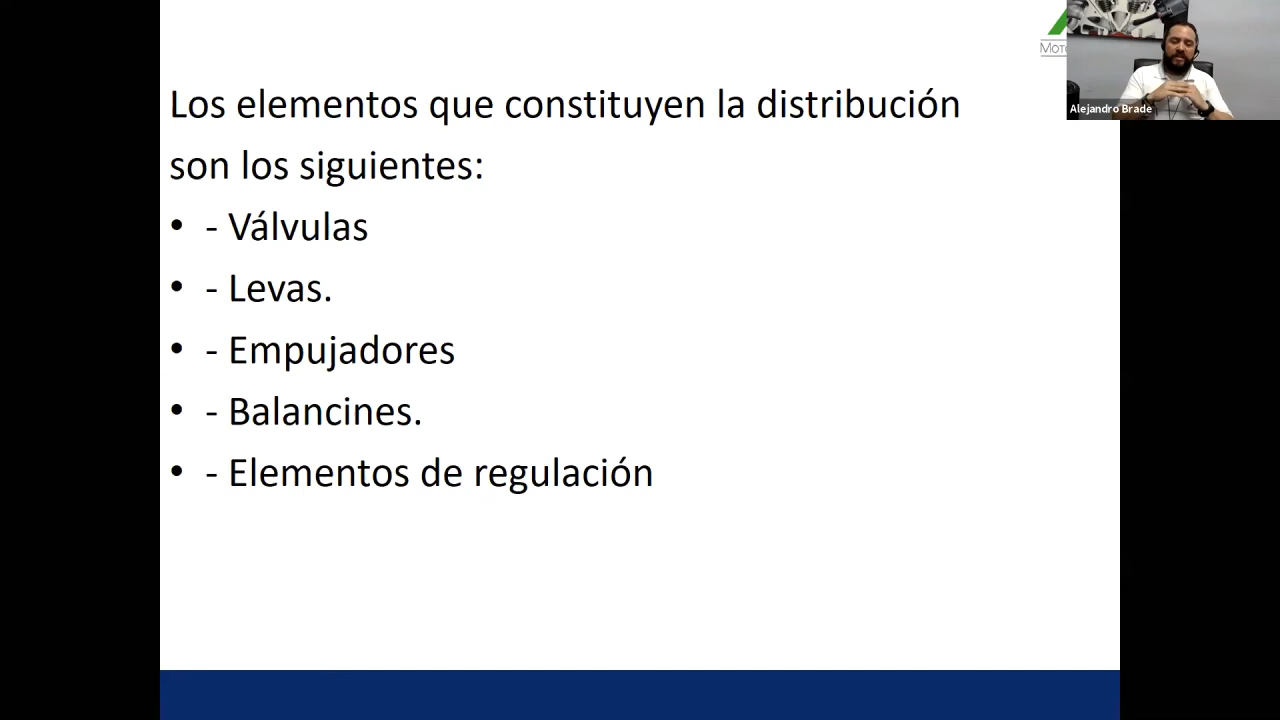 Los elementos que constituyen la distribución
son los siguientes:
• - Válvulas
• - Levas.
• - Empujadores
• - Balancines.
• - Elementos de regulación
Alejandro Brade